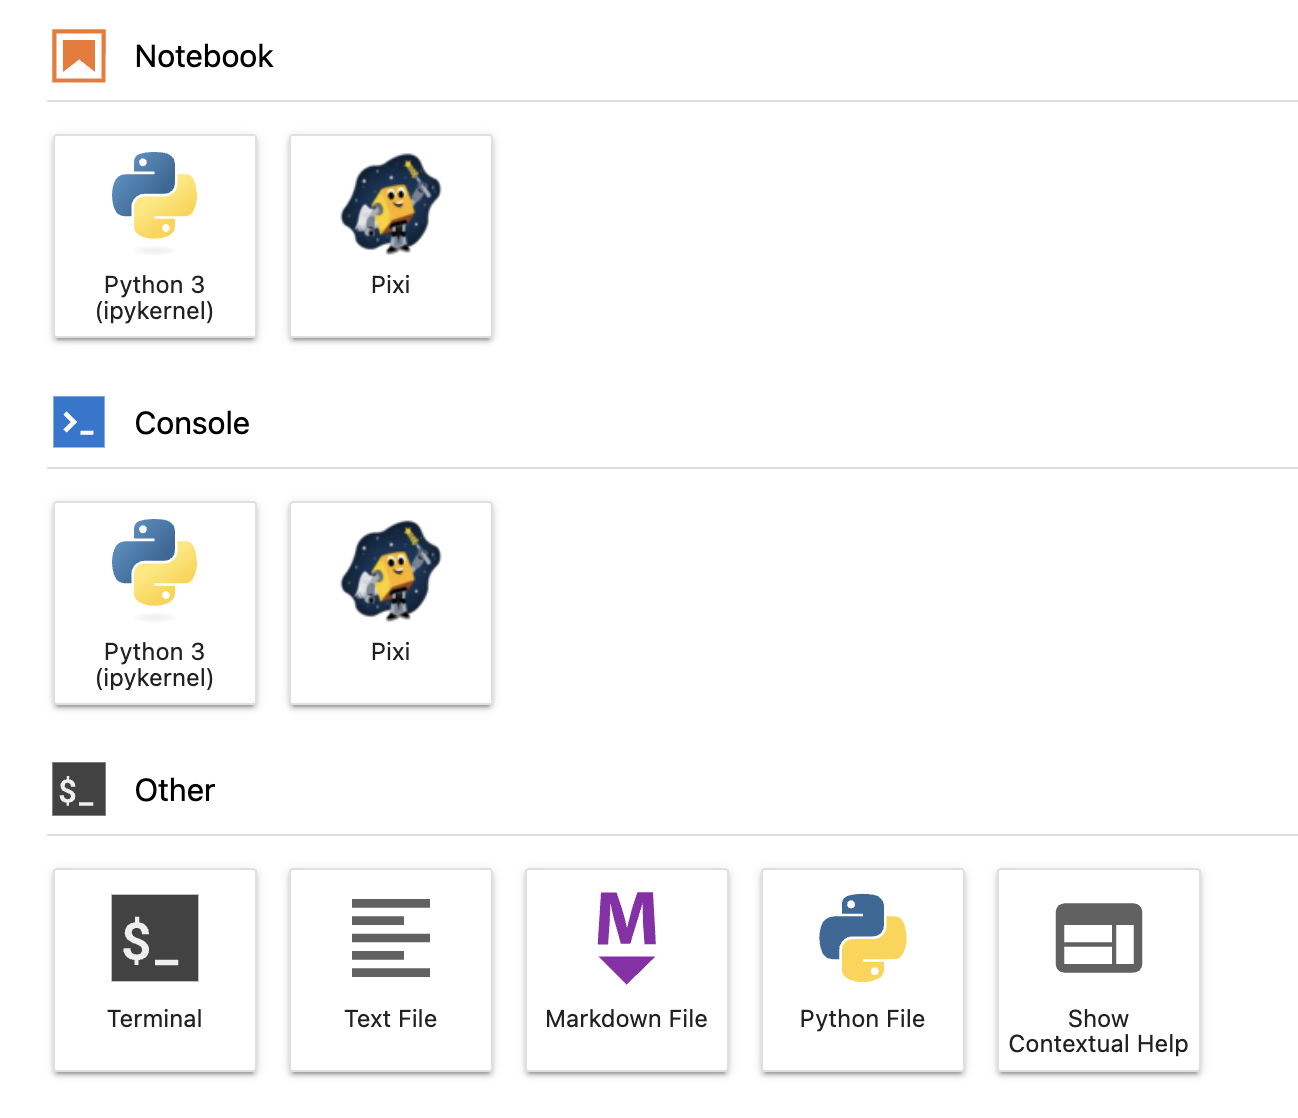 Notebook
Python 3
(ipykernel)
Pixi
Console
Python 3
(ipykernel)
Pixi
$_ Other
$_
Terminal
Text File
M
Markdown File
Python File
Show
Contextual Help